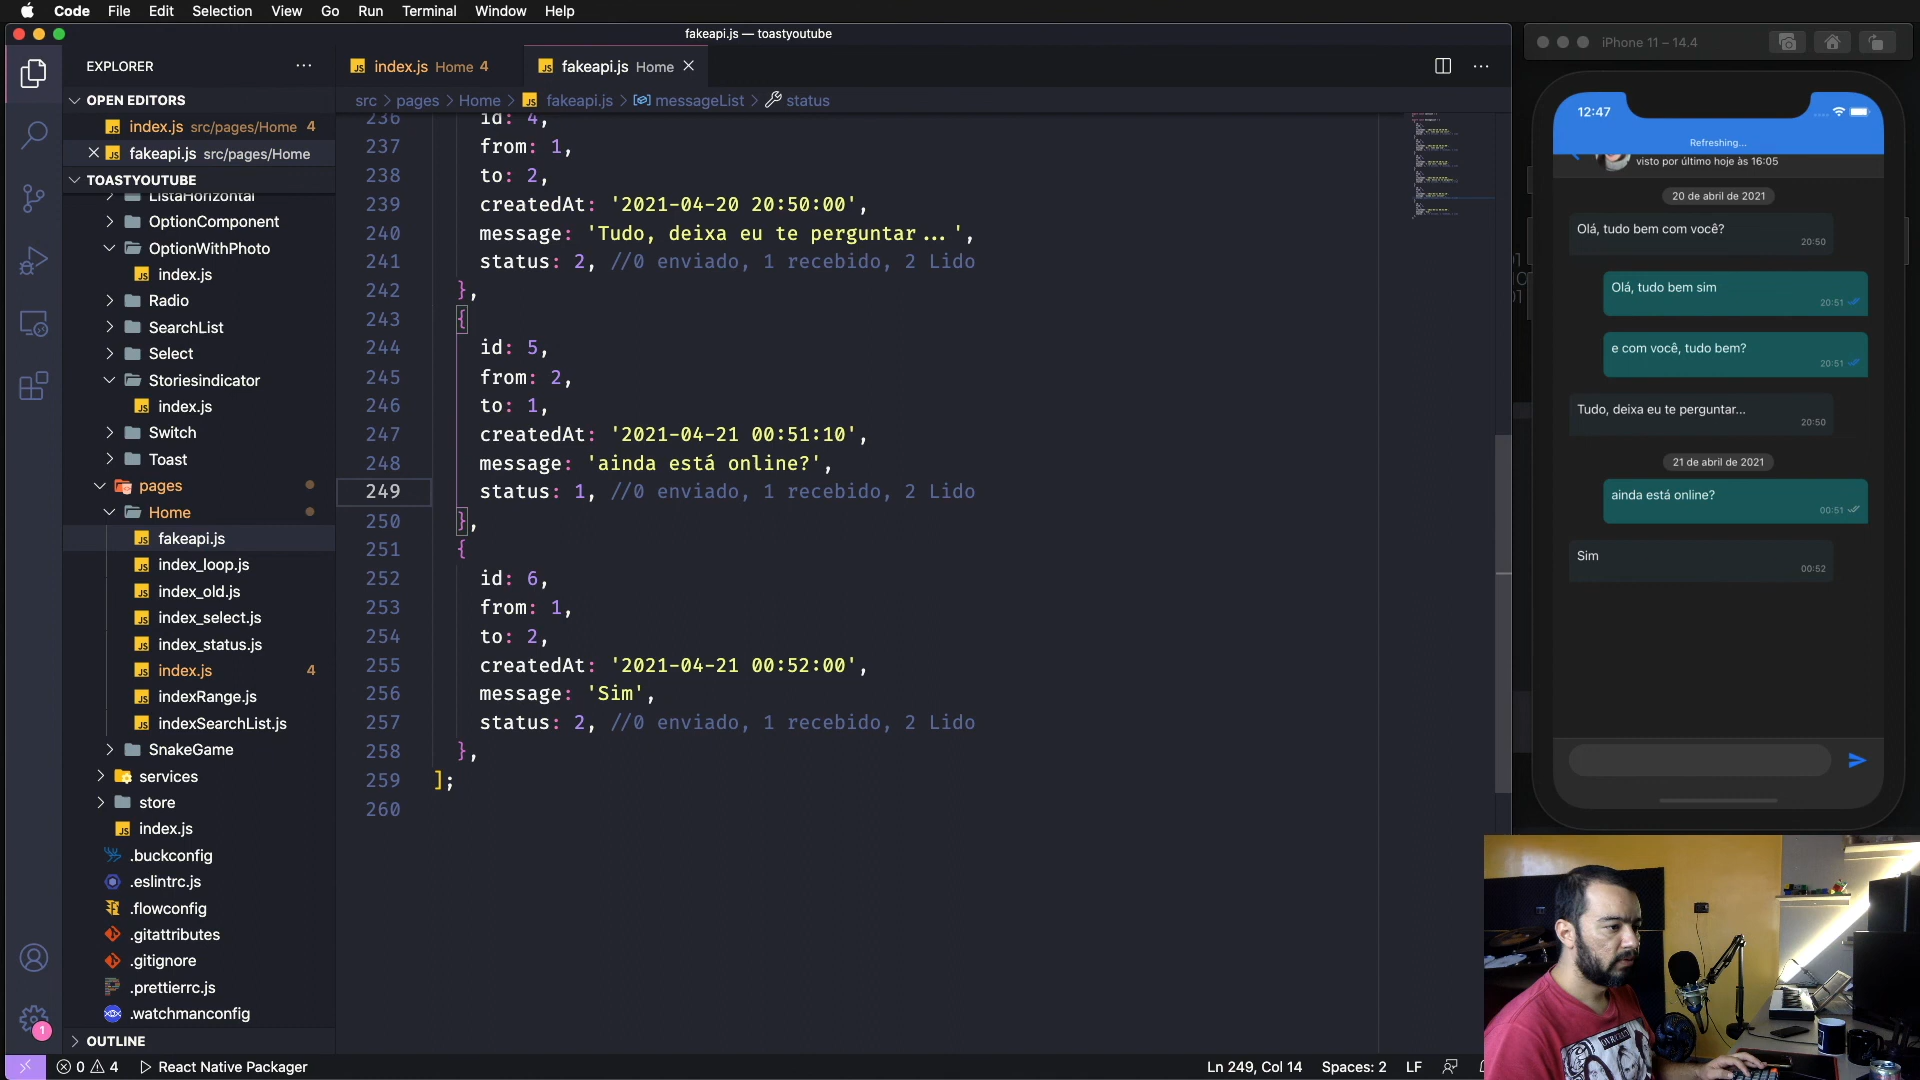 Code File Edit Selection View Go Run Terminal Window Help
fakeapi.js — toastyoutube
EXPLORER
OPEN EDITORS
index.js src/pages/Home 4
fakeapi.js src/pages/Home
TOASTYOUTUBE
ListaHorizontal
OptionComponent
OptionWithPhoto
index.js
Radio
SearchList
Select
Storiesindicator
index.js
Switch
Toast
pages
Home
fakeapi.js
index_loop.js
index_old.js
index_select.js
index_status.js
index.js 4
indexRange.js
indexSearchList.js
SnakeGame
services
store
index.js
.buckconfig
.eslintrc.js
.flowconfig
.gitattributes
.gitignore
.prettierrc.js
.watchmanconfig
OUTLINE
1
index.js Home 4
fakeapi.js Home
src > pages > Home > fakeapi.js > messageList > status
236 id: 4,
237 from: 1,
238 to: 2,
239 createdAt: '2021-04-20 20:50:00',
240 message: 'Tudo, deixa eu te perguntar...',
241 status: 2, //0 enviado, 1 recebido, 2 Lido
242 },
243 {
244 id: 5,
245 from: 2,
246 to: 1,
247 createdAt: '2021-04-21 00:51:10',
248 message: 'ainda está online?',
249 status: 1, //0 enviado, 1 recebido, 2 Lido
250 },
251 {
252 id: 6,
253 from: 1,
254 to: 2,
255 createdAt: '2021-04-21 00:52:00',
256 message: 'Sim',
257 status: 2, //0 enviado, 1 recebido, 2 Lido
258 },
259 ];
260
0 4 React Native Packager
Ln 249, Col 14 Spaces: 2 LF
iPhone 11 – 14.4
12:47
Refreshing...
visto por último hoje às 16:05
20 de abril de 2021
Olá, tudo bem com você?
20:50
Olá, tudo bem sim
20:51
e com você, tudo bem?
20:51
Tudo, deixa eu te perguntar...
20:50
21 de abril de 2021
ainda está online?
00:51
Sim
00:52